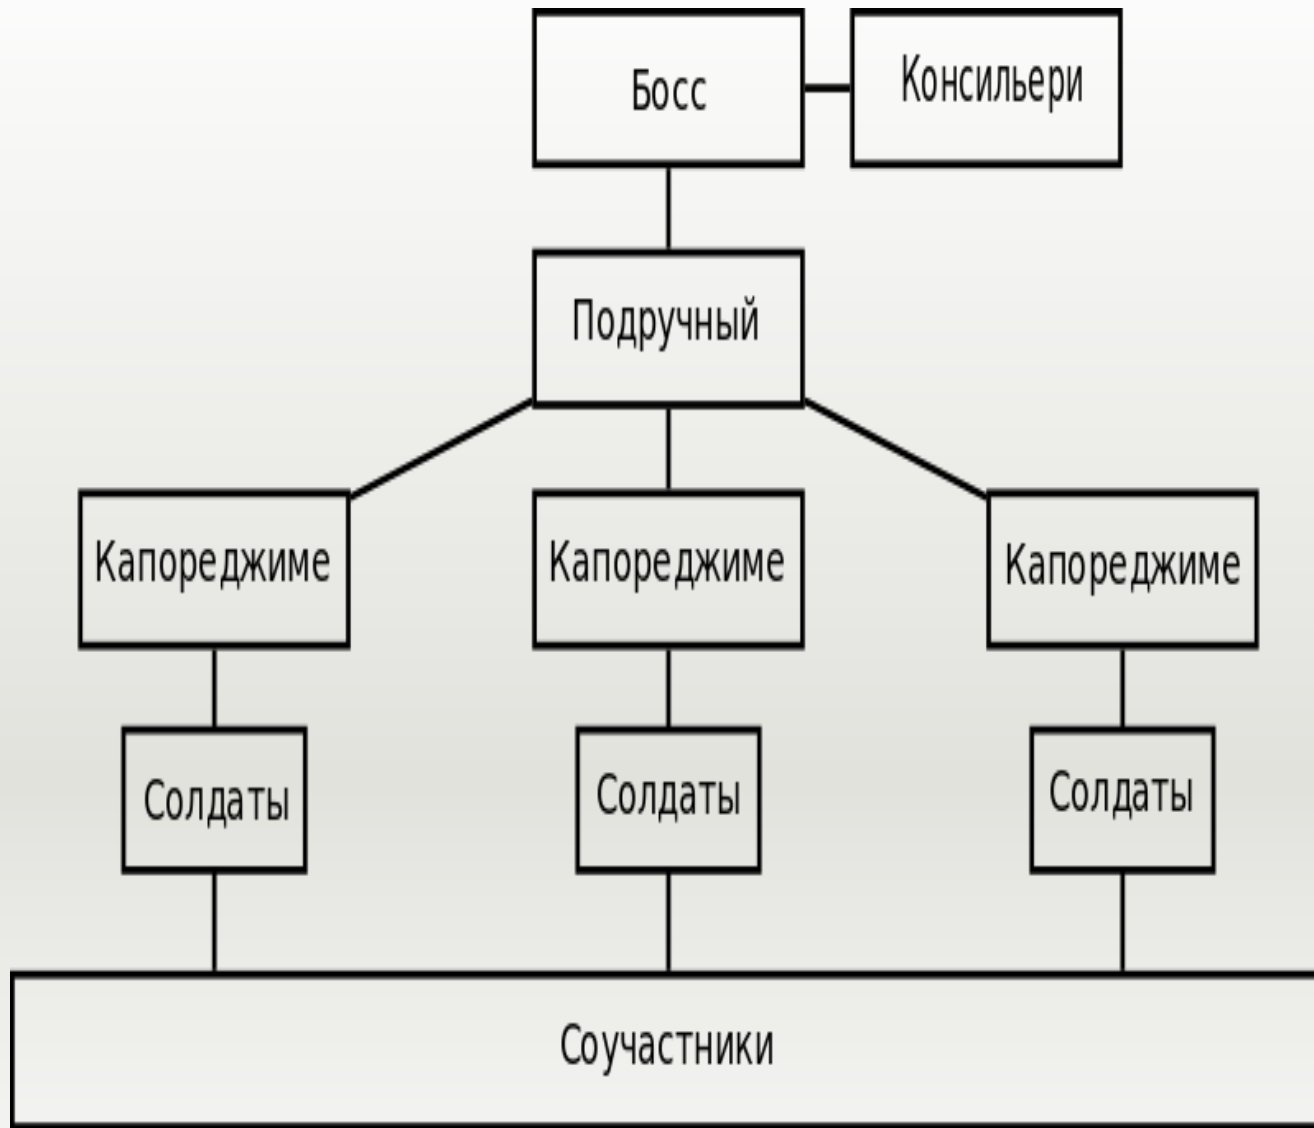 Босс
Консильери
Подручный
Капореджиме
Капореджиме
Капореджиме
Солдаты
Солдаты
Солдаты
Соучастники